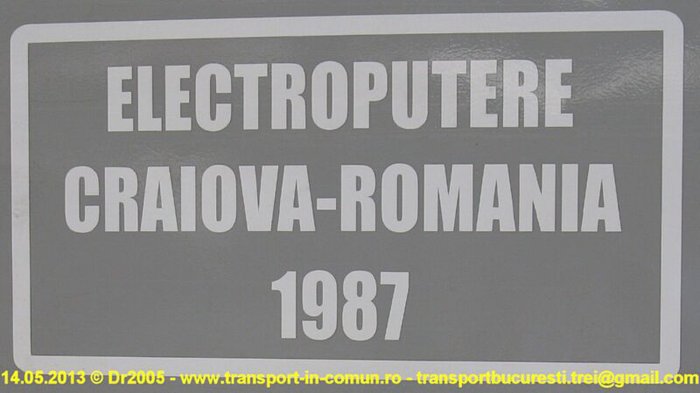 ELECTROPUTERE
CRAIOVA-ROMANIA
1987
14.05.2013 © Dr2005 - www.transport-in-comun.ro - transportbucuresti.trei@gmail.com